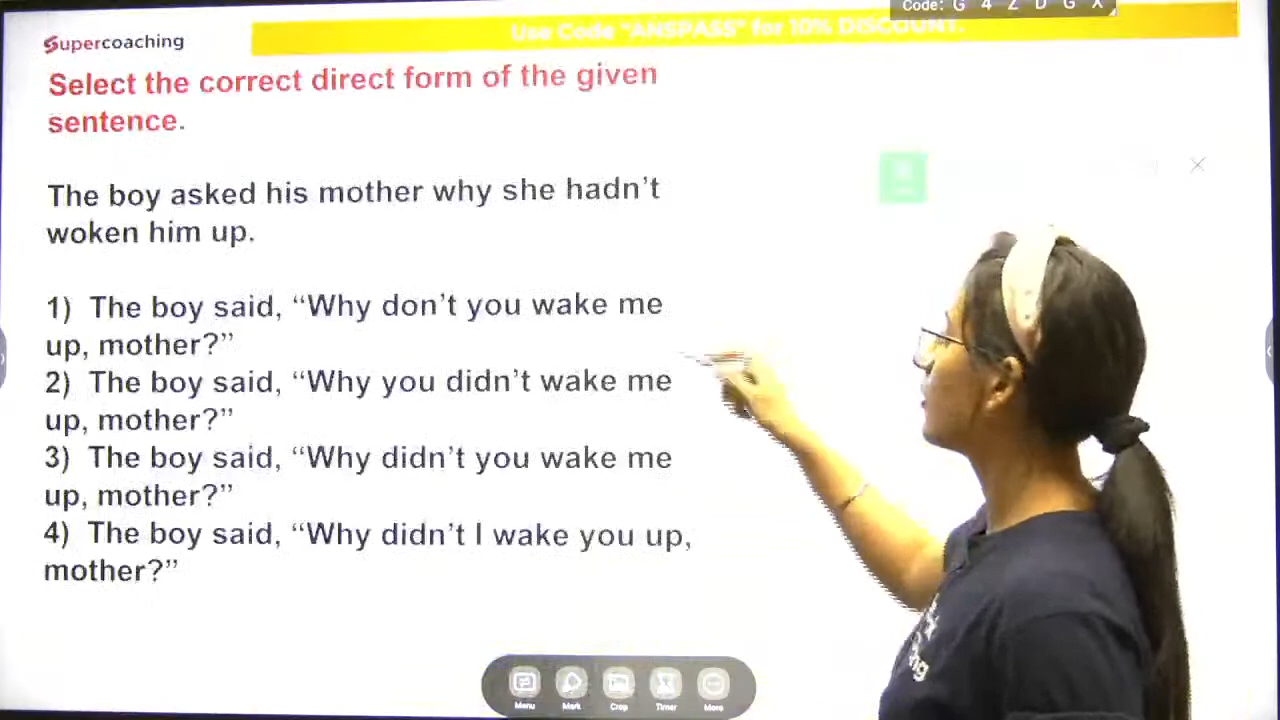 Code: G 4 Z D G X
Supercoaching
Use Code "ANSPASS" for 10% DISCOUNT.
Select the correct direct form of the given
sentence.
The boy asked his mother why she hadn't
woken him up.
1) The boy said, “Why don't you wake me
up, mother?”
2) The boy said, “Why you didn't wake me
up, mother?”
3) The boy said, “Why didn't you wake me
up, mother?”
4) The boy said, “Why didn't I wake you up,
mother?”
Menu Mark Crop Timer More